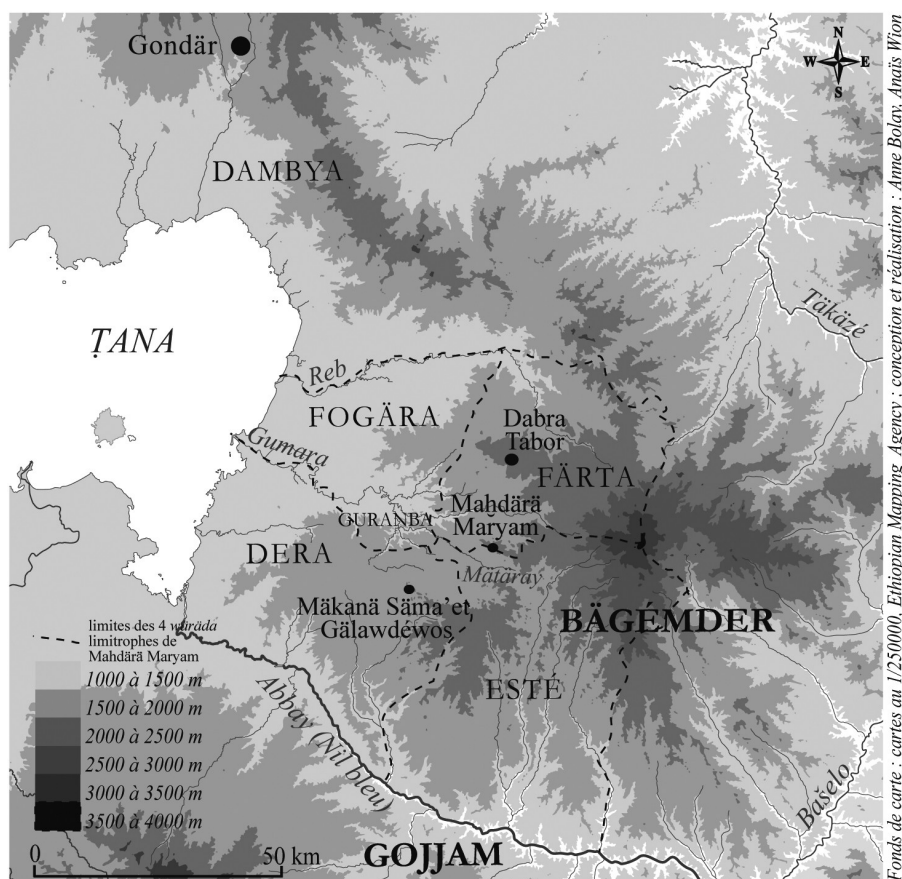 Gondär
N
W E
S
DAMBYA
ṬANA
Täkäzé
Reb
FOGÄRA
Dabra
Tabor
Gumara
FÄRTA
Mahdärä
Maryam
GURANBA
DERA
Mätäray
Mäkanä Säma'et
Gälawdéwos
BÄGÉMDER
ESTÉ
limites des 4 wäräda
limitrophes de
Mahdärä Maryam
1000 à 1500 m
1500 à 2000 m
2000 à 2500 m
2500 à 3000 m
3000 à 3500 m
3500 à 4000 m
Abbay (Nil bleu)
Bašelo
0 50 km
GOJJAM
Fonds de carte : cartes au 1/250000, Ethiopian Mapping Agency ; conception et réalisation : Anne Bolay, Anaïs Wion